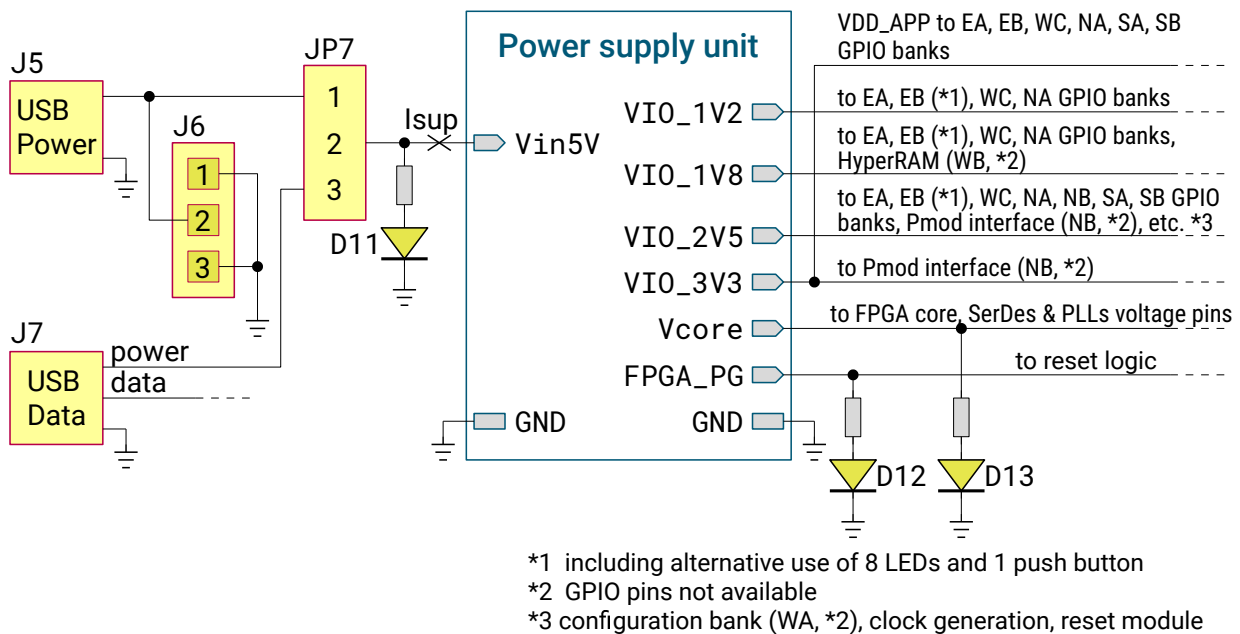 VDD_APP to EA, EB, WC, NA, SA, SB
GPIO banks
Power supply unit
J5
JP7
USB
Power
1
2
3
J6
1
2
3
Isup
Vin5V
D11
VIO_1V2
to EA, EB (*1), WC, NA GPIO banks
VIO_1V8
to EA, EB (*1), WC, NA GPIO banks,
HyperRAM (WB, *2)
VIO_2V5
to EA, EB (*1), WC, NA, NB, SA, SB GPIO
banks, Pmod interface (NB, *2), etc. *3
VIO_3V3
to Pmod interface (NB, *2)
Vcore
to FPGA core, SerDes & PLLs voltage pins
FPGA_PG
to reset logic
J7
USB
Data
power
data
GND
GND
D12
D13
*1 including alternative use of 8 LEDs and 1 push button
*2 GPIO pins not available
*3 configuration bank (WA, *2), clock generation, reset module